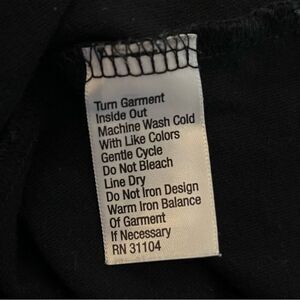 Turn Garment
Inside Out
Machine Wash Cold
With Like Colors
Gentle Cycle
Do Not Bleach
Line Dry
Do Not Iron Design
Warm Iron Balance
Of Garment
If Necessary
RN 31104